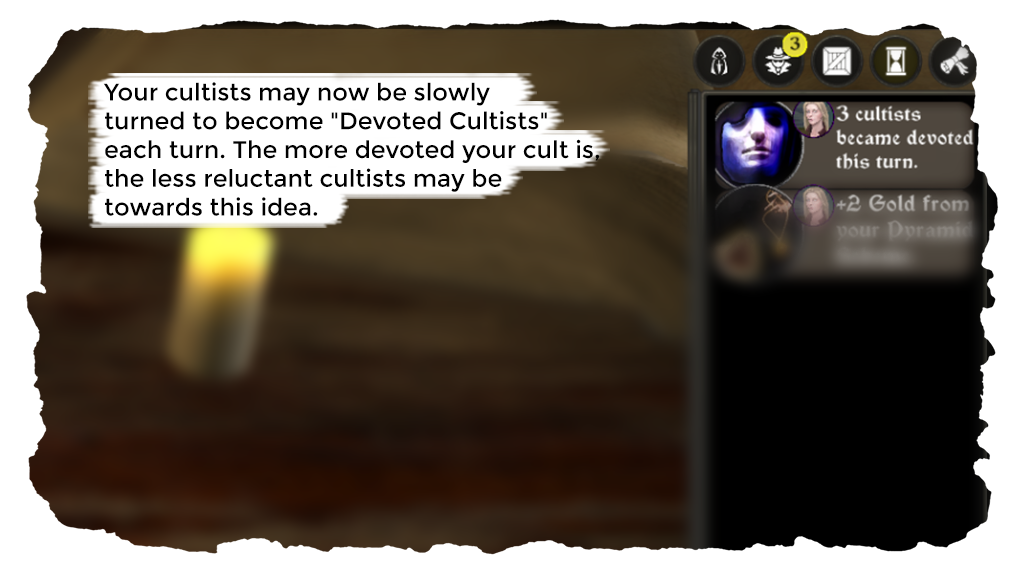 Your cultists may now be slowly
turned to become "Devoted Cultists"
each turn. The more devoted your cult is,
the less reluctant cultists may be
towards this idea.
3
3 cultists
became devoted
this turn.
+2 Gold from
your Pyramid